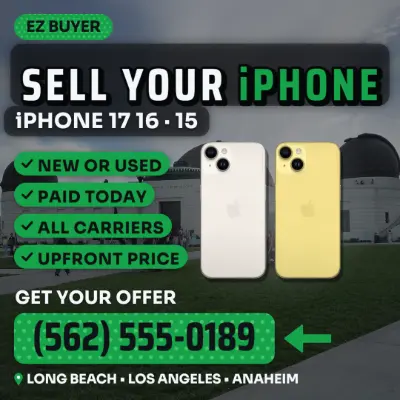 EZ BUYER
SELL YOUR iPHONE
iPHONE 17 16 · 15
NEW OR USED
PAID TODAY
ALL CARRIERS
UPFRONT PRICE
GET YOUR OFFER
(562) 555-0189
LONG BEACH • LOS ANGELES • ANAHEIM